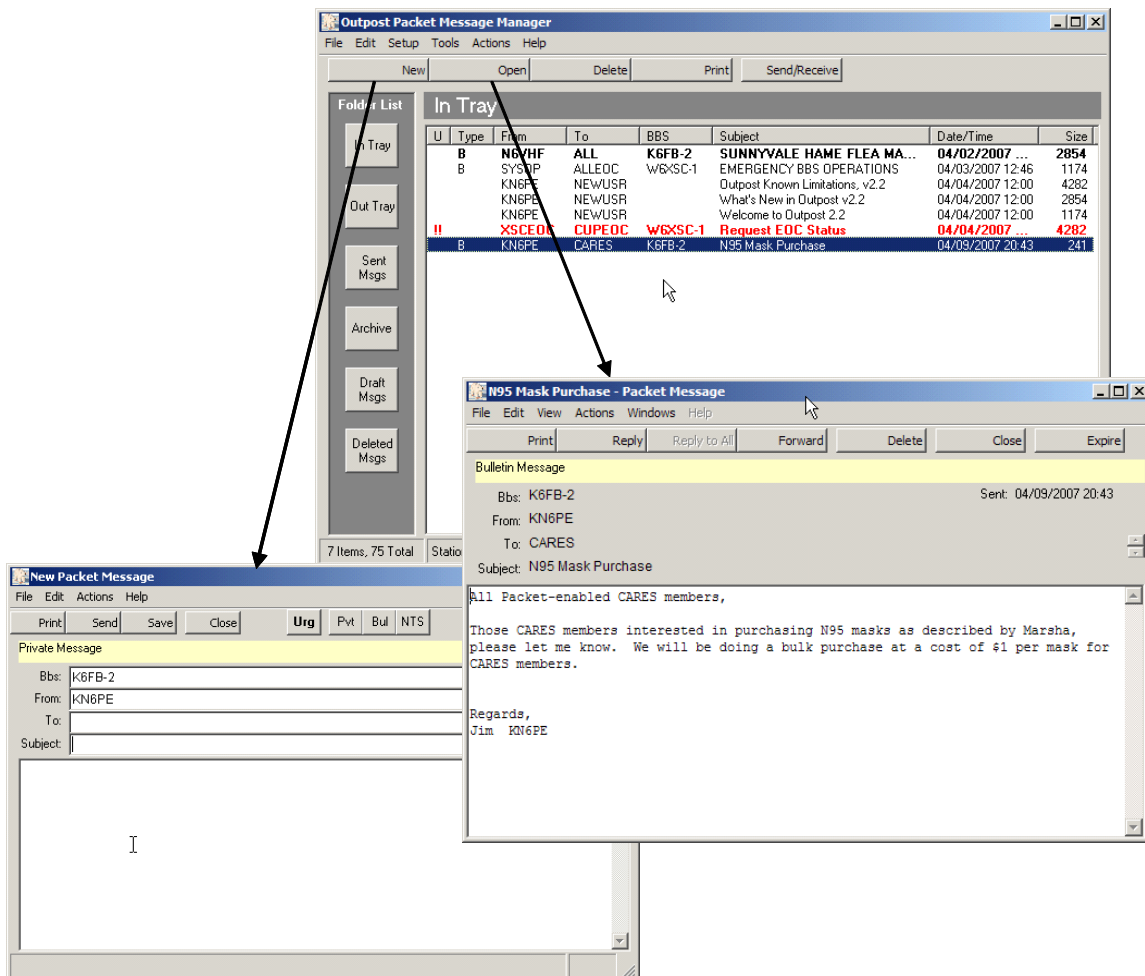 Outpost Packet Message Manager
File Edit Setup Tools Actions Help
New Open Delete Print Send/Receive
Folder List
In Tray
Out Tray
Sent Msgs
Archive
Draft Msgs
Deleted Msgs
In Tray
U Type From To BBS Subject Date/Time Size
B N6VHF ALL K6FB-2 SUNNYVALE HAME FLEA MA... 04/02/2007 ... 2854
B SYSOP ALLEOC W6XSC-1 EMERGENCY BBS OPERATIONS 04/03/2007 12:46 1174
KN6PE NEWUSR Outpost Known Limitations, v2.2 04/04/2007 12:00 4282
KN6PE NEWUSR What's New in Outpost v2.2 04/04/2007 12:00 2854
KN6PE NEWUSR Welcome to Outpost 2.2 04/04/2007 12:00 1174
!! XSCEOC CUPEOC W6XSC-1 Request EOC Status 04/04/2007 ... 4282
B KN6PE CARES K6FB-2 N95 Mask Purchase 04/09/2007 20:43 241
7 Items, 75 Total
N95 Mask Purchase - Packet Message
File Edit View Actions Windows Help
Print Reply Reply to All Forward Delete Close Expire
Bulletin Message
Bbs: K6FB-2 Sent: 04/09/2007 20:43
From: KN6PE
To: CARES
Subject: N95 Mask Purchase
All Packet-enabled CARES members,
Those CARES members interested in purchasing N95 masks as described by Marsha,
please let me know. We will be doing a bulk purchase at a cost of $1 per mask for
CARES members.
Regards,
Jim KN6PE
New Packet Message
File Edit Actions Help
Print Send Save Close Urg Pvt Bul NTS
Private Message
Bbs: K6FB-2
From: KN6PE
To:
Subject: